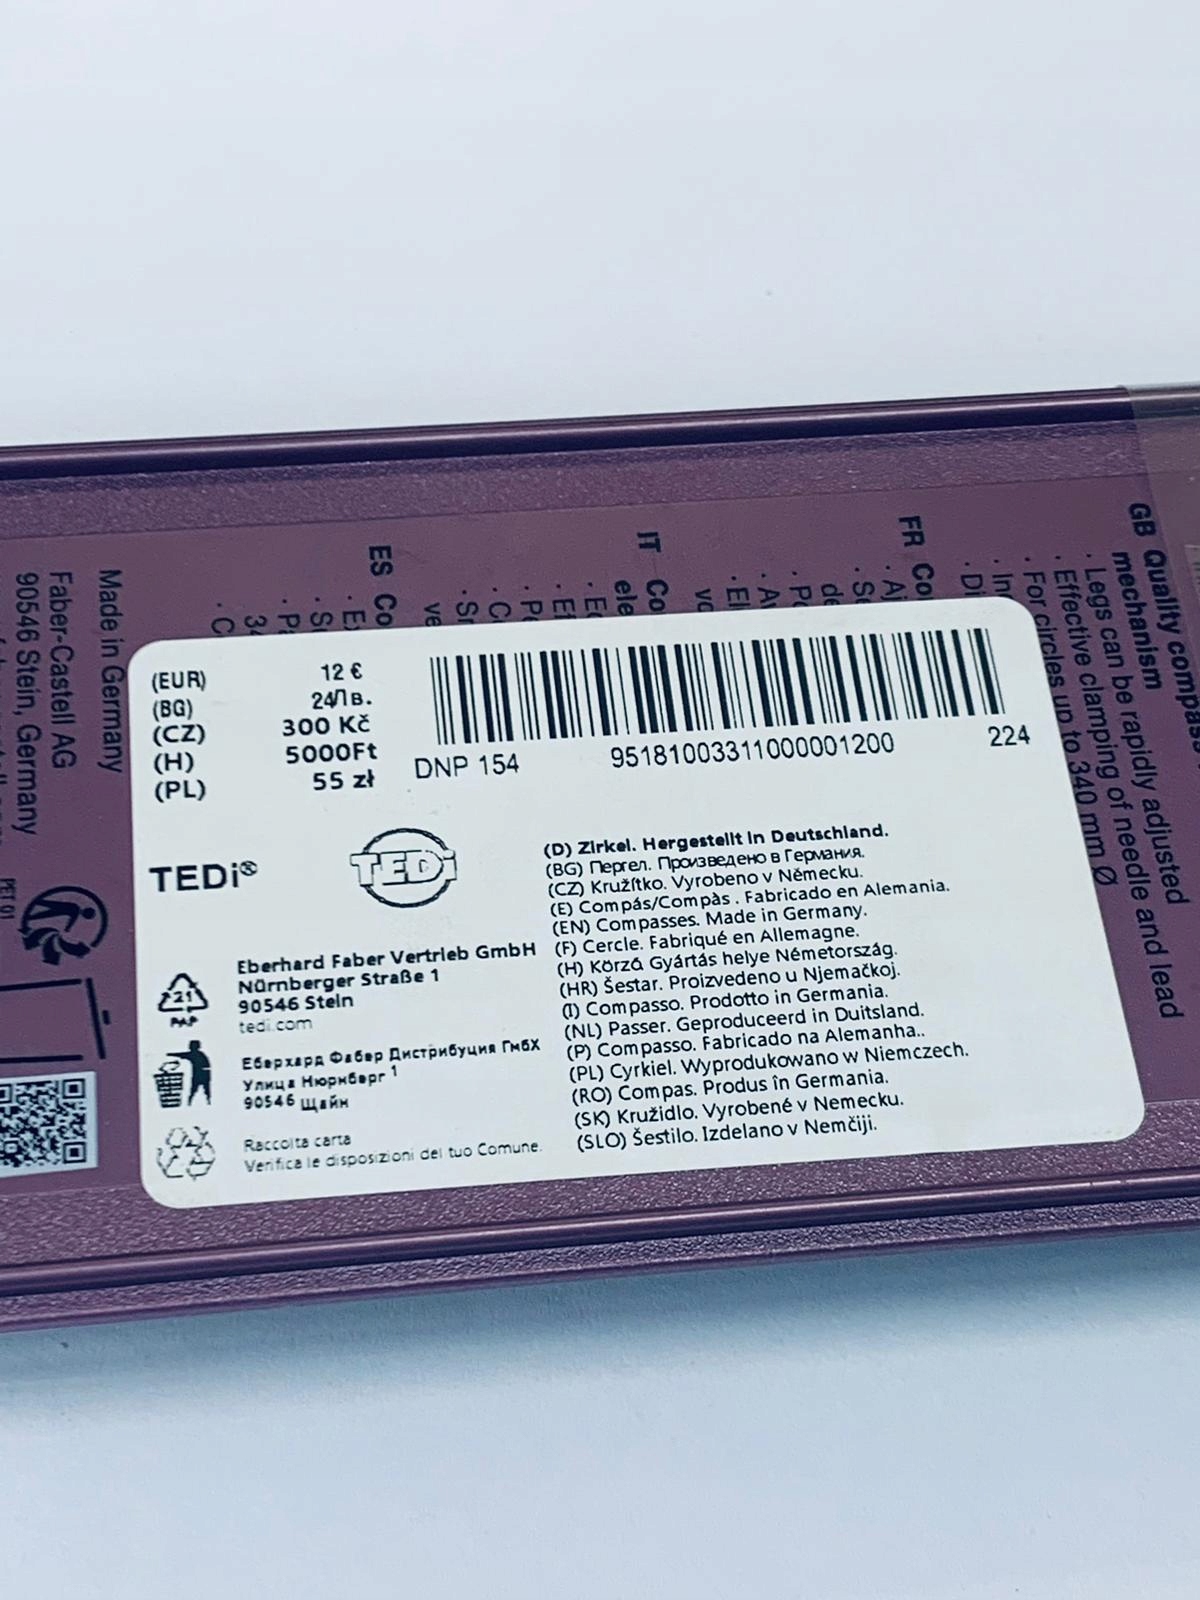 (EUR) 12 €
(BG) 24Лв.
(CZ) 300 Kč
(H) 5000Ft
(PL) 55 zł
DNP 154 95181003311000001200 224
TEDi®
TEDi
Eberhard Faber Vertrieb GmbH
Nürnberger Straße 1
90546 Stein
tedi.com
21
PAP
Еберхард Фабер Дистрибуция ГмбХ
Улица Нюрнберг 1
90546 Щайн
Raccolta carta
Verifica le disposizioni del tuo Comune.
(D) Zirkel. Hergestellt in Deutschland.
(BG) Пергел. Произведено в Германия.
(CZ) Kružítko. Vyrobeno v Německu.
(E) Compás/Compàs . Fabricado en Alemania.
(EN) Compasses. Made in Germany.
(F) Cercle. Fabriqué en Allemagne.
(H) Körző Gyártás helye Németország.
(HR) Šestar. Proizvedeno u Njemačkoj.
(I) Compasso. Prodotto in Germania.
(NL) Passer. Geproduceerd in Duitsland.
(P) Compasso. Fabricado na Alemanha..
(PL) Cyrkiel. Wyprodukowano w Niemczech.
(RO) Compas. Produs în Germania.
(SK) Kružidlo. Vyrobené v Nemecku.
(SLO) Šestilo. Izdelano v Nemčiji.
GB Quality
mechanism
· Legs can be rapidly adjusted
· Effective clamping of needle and lead
· For circles up to 340 mm Ø
FR
IT
ES
Made in Germany
Faber-Castell AG
90546 Stein, Germany
PET 01